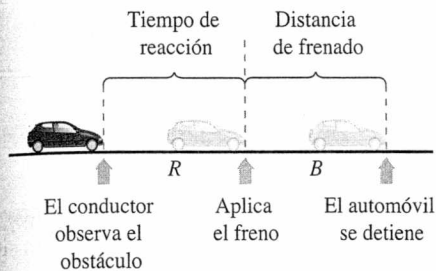 Tiempo de
reacción
Distancia
de frenado
R
B
El conductor
observa el
obstáculo
Aplica
el freno
El automóvil
se detiene